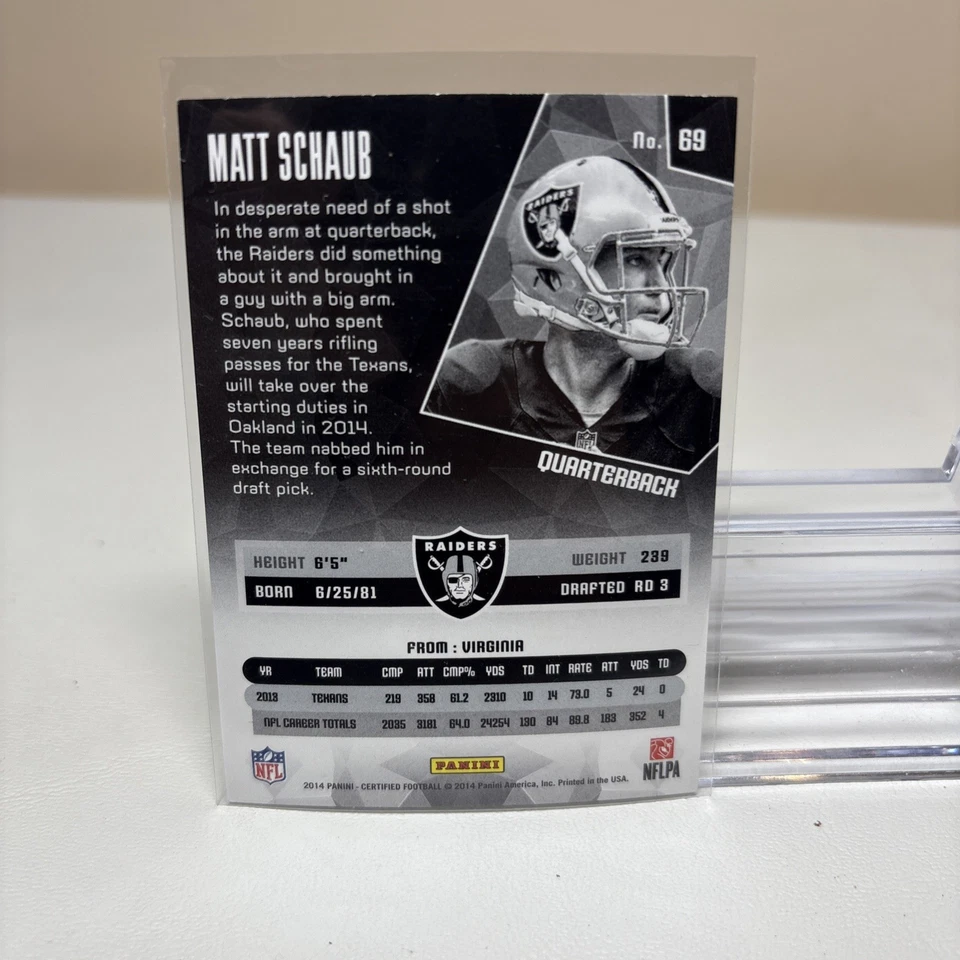 MATT SCHAUB
No. 69
In desperate need of a shot
in the arm at quarterback,
the Raiders did something
about it and brought in
a guy with a big arm.
Schaub, who spent
seven years rifling
passes for the Texans,
will take over the
starting duties in
Oakland in 2014.
The team nabbed him in
exchange for a sixth-round
draft pick.
RAIDERS
NFL
QUARTERBACK
HEIGHT 6'5" WEIGHT 239
RAIDERS
BORN 6/25/81 DRAFTED RD 3
FROM : VIRGINIA
YR TEAM CMP ATT CMP% YDS TD INT RATE ATT YDS TD
2013 TEXANS 219 358 61.2 2310 10 14 73.0 5 24 0
NFL CAREER TOTALS 2035 3181 64.0 24254 130 84 89.8 183 352 4
NFL
PANINI
NFLPA
2014 PANINI - CERTIFIED FOOTBALL © 2014 Panini America, Inc. Printed in the USA.